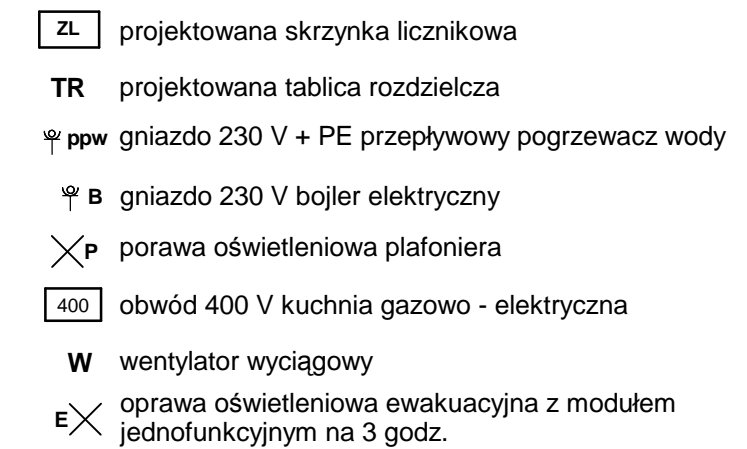 ZL projektowana skrzynka licznikowa
TR projektowana tablica rozdzielcza
ppw gniazdo 230 V + PE przepływowy pogrzewacz wody
B gniazdo 230 V bojler elektryczny
P porawa oświetleniowa plafoniera
400 obwód 400 V kuchnia gazowo - elektryczna
W wentylator wyciągowy
E oprawa oświetleniowa ewakuacyjna z modułem
jednofunkcyjnym na 3 godz.